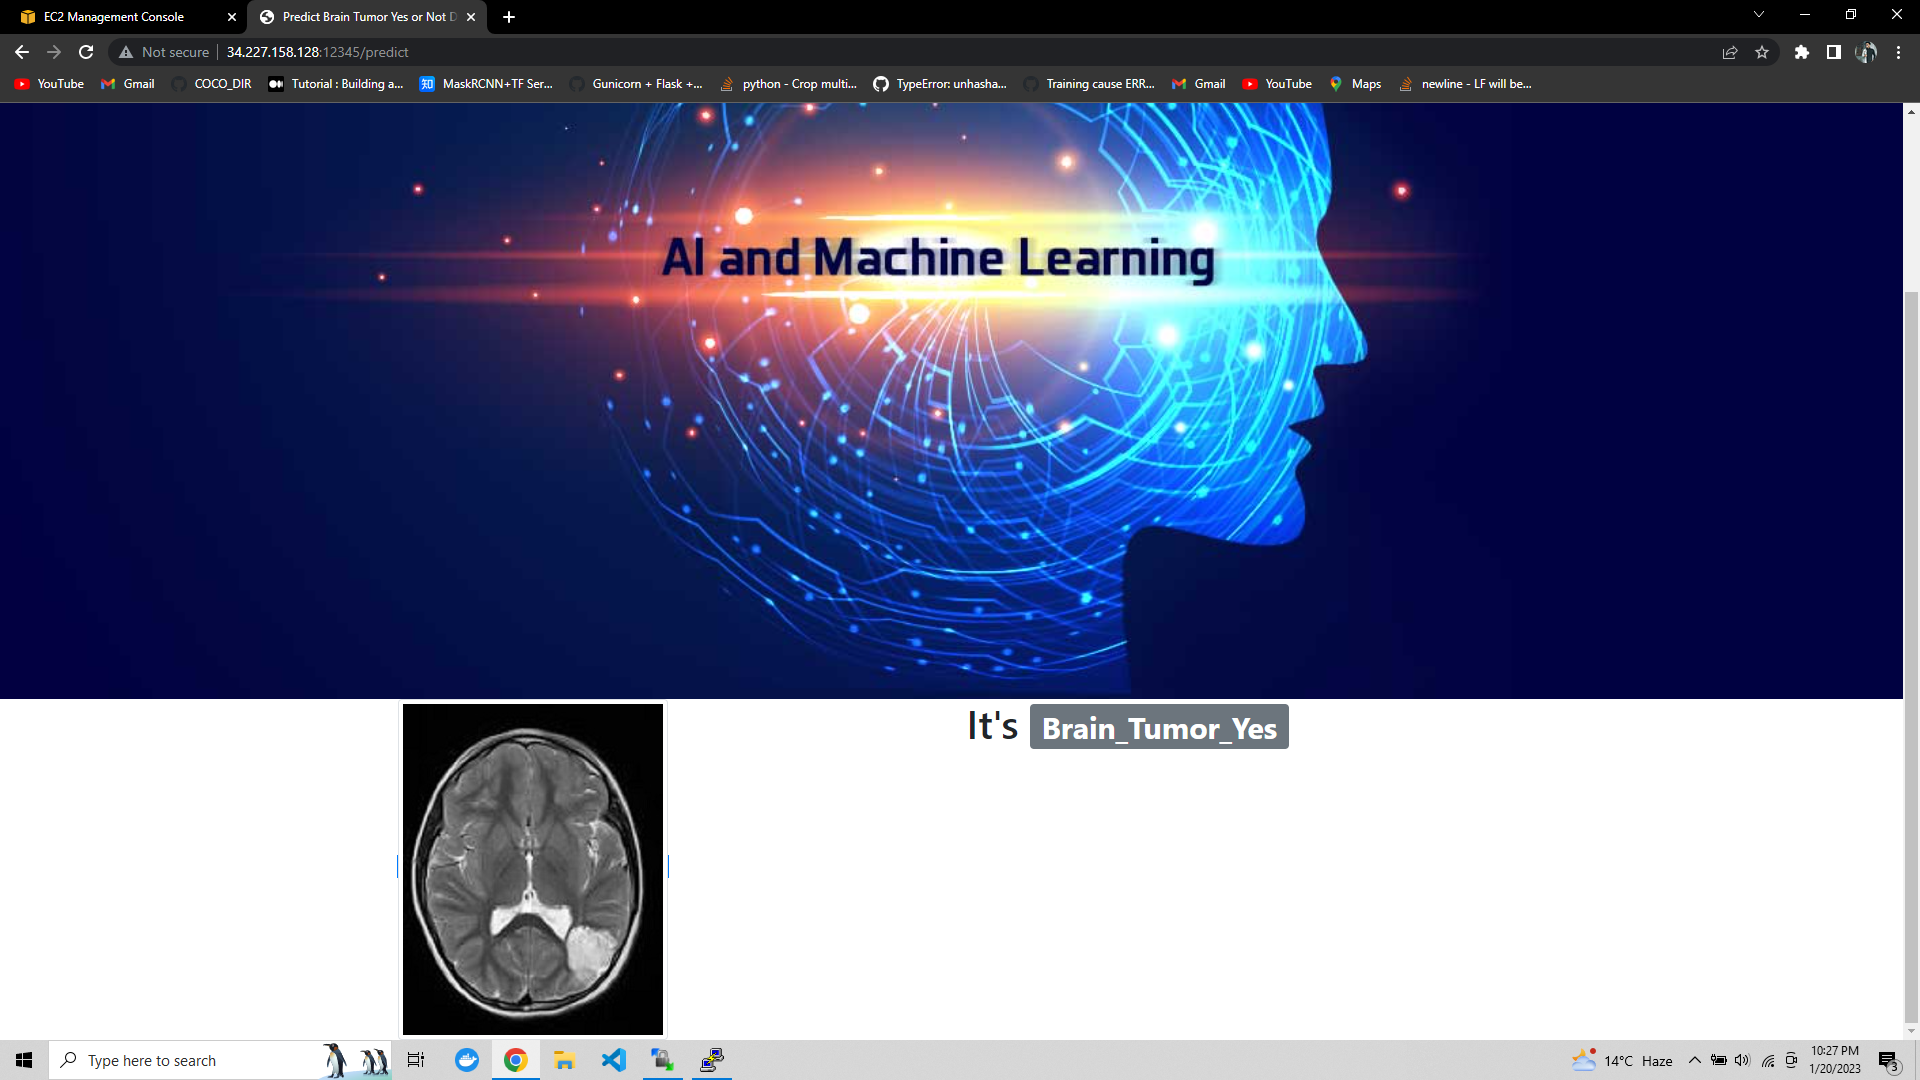 EC2 Management Console
Predict Brain Tumor Yes or Not D
Not secure
34.227.158.128:12345/predict
YouTube
Gmail
COCO_DIR
Tutorial : Building a...
知
MaskRCNN+TF Ser...
Gunicorn + Flask +...
python - Crop multi...
TypeError: unhasha...
Training cause ERR...
Gmail
YouTube
Maps
newline - LF will be...
AI and Machine Learning
It's Brain_Tumor_Yes
Type here to search
14°C Haze
10:27 PM
1/20/2023
3